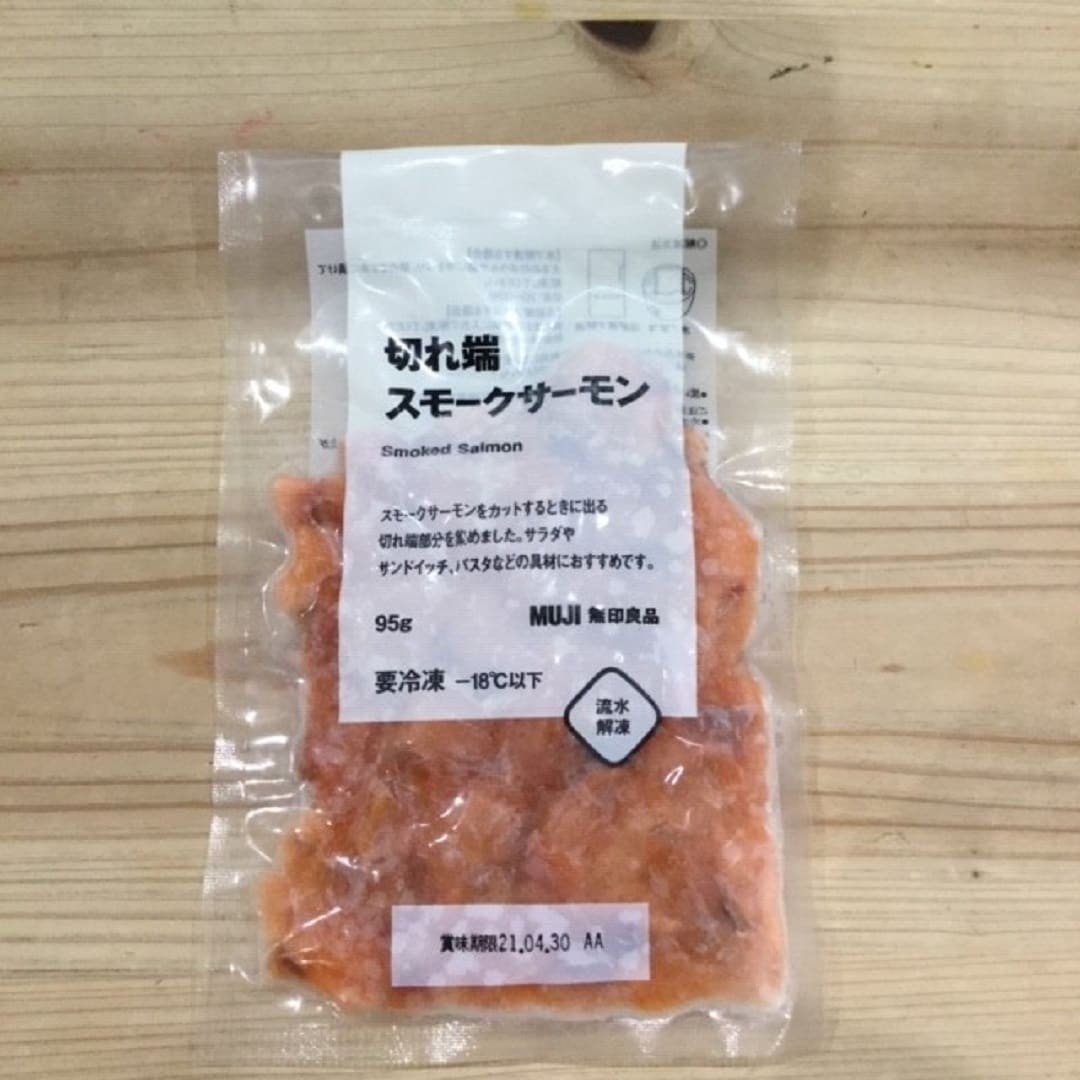 切れ端
スモークサーモン
Smoked Salmon
スモークサーモンをカットするときに出る
切れ端部分を集めました。サラダや
サンドイッチ、パスタなどの具材におすすめです。
95g
MUJI 無印良品
要冷凍 −18℃以下
流水
解凍
賞味期限21.04.30 AA